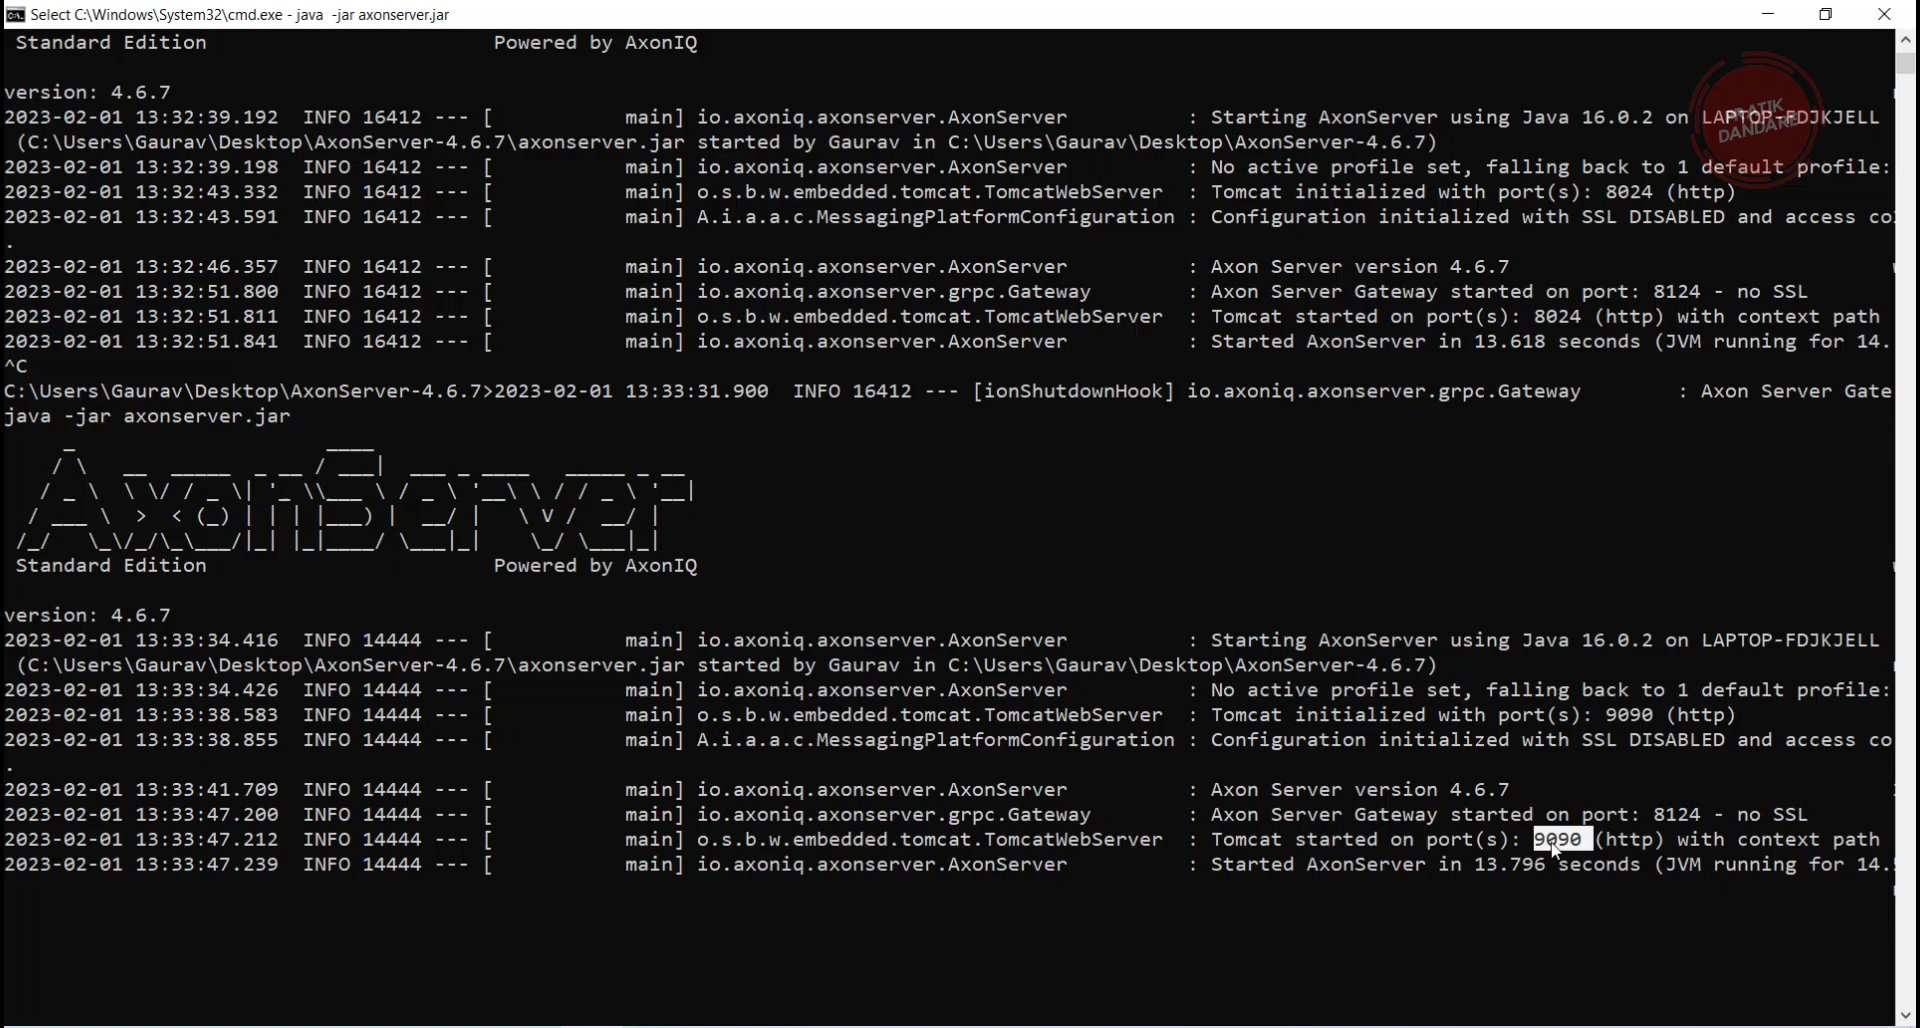 Select C:\Windows\System32\cmd.exe - java  -jar axonserver.jar
Standard Edition                        Powered by AxonIQ
PRATIK
DANDARE
version: 4.6.7
2023-02-01 13:32:39.192  INFO 16412 --- [           main] io.axoniq.axonserver.AxonServer          : Starting AxonServer using Java 16.0.2 on LAPTOP-FDJKJELL
(C:\Users\Gaurav\Desktop\AxonServer-4.6.7\axonserver.jar started by Gaurav in C:\Users\Gaurav\Desktop\AxonServer-4.6.7)
2023-02-01 13:32:39.198  INFO 16412 --- [           main] io.axoniq.axonserver.AxonServer          : No active profile set, falling back to 1 default profile:
2023-02-01 13:32:43.332  INFO 16412 --- [           main] o.s.b.w.embedded.tomcat.TomcatWebServer  : Tomcat initialized with port(s): 8024 (http)
2023-02-01 13:32:43.591  INFO 16412 --- [           main] A.i.a.a.c.MessagingPlatformConfiguration : Configuration initialized with SSL DISABLED and access co
.
2023-02-01 13:32:46.357  INFO 16412 --- [           main] io.axoniq.axonserver.AxonServer          : Axon Server version 4.6.7
2023-02-01 13:32:51.800  INFO 16412 --- [           main] io.axoniq.axonserver.grpc.Gateway        : Axon Server Gateway started on port: 8124 - no SSL
2023-02-01 13:32:51.811  INFO 16412 --- [           main] o.s.b.w.embedded.tomcat.TomcatWebServer  : Tomcat started on port(s): 8024 (http) with context path
2023-02-01 13:32:51.841  INFO 16412 --- [           main] io.axoniq.axonserver.AxonServer          : Started AxonServer in 13.618 seconds (JVM running for 14.
^C
C:\Users\Gaurav\Desktop\AxonServer-4.6.7>2023-02-01 13:33:31.900  INFO 16412 --- [ionShutdownHook] io.axoniq.axonserver.grpc.Gateway        : Axon Server Gate
java -jar axonserver.jar
AxonServer
Standard Edition                        Powered by AxonIQ
version: 4.6.7
2023-02-01 13:33:34.416  INFO 14444 --- [           main] io.axoniq.axonserver.AxonServer          : Starting AxonServer using Java 16.0.2 on LAPTOP-FDJKJELL
(C:\Users\Gaurav\Desktop\AxonServer-4.6.7\axonserver.jar started by Gaurav in C:\Users\Gaurav\Desktop\AxonServer-4.6.7)
2023-02-01 13:33:34.426  INFO 14444 --- [           main] io.axoniq.axonserver.AxonServer          : No active profile set, falling back to 1 default profile:
2023-02-01 13:33:38.583  INFO 14444 --- [           main] o.s.b.w.embedded.tomcat.TomcatWebServer  : Tomcat initialized with port(s): 9090 (http)
2023-02-01 13:33:38.855  INFO 14444 --- [           main] A.i.a.a.c.MessagingPlatformConfiguration : Configuration initialized with SSL DISABLED and access co
.
2023-02-01 13:33:41.709  INFO 14444 --- [           main] io.axoniq.axonserver.AxonServer          : Axon Server version 4.6.7
2023-02-01 13:33:47.200  INFO 14444 --- [           main] io.axoniq.axonserver.grpc.Gateway        : Axon Server Gateway started on port: 8124 - no SSL
2023-02-01 13:33:47.212  INFO 14444 --- [           main] o.s.b.w.embedded.tomcat.TomcatWebServer  : Tomcat started on port(s): 9090 (http) with context path
2023-02-01 13:33:47.239  INFO 14444 --- [           main] io.axoniq.axonserver.AxonServer          : Started AxonServer in 13.796 seconds (JVM running for 14.